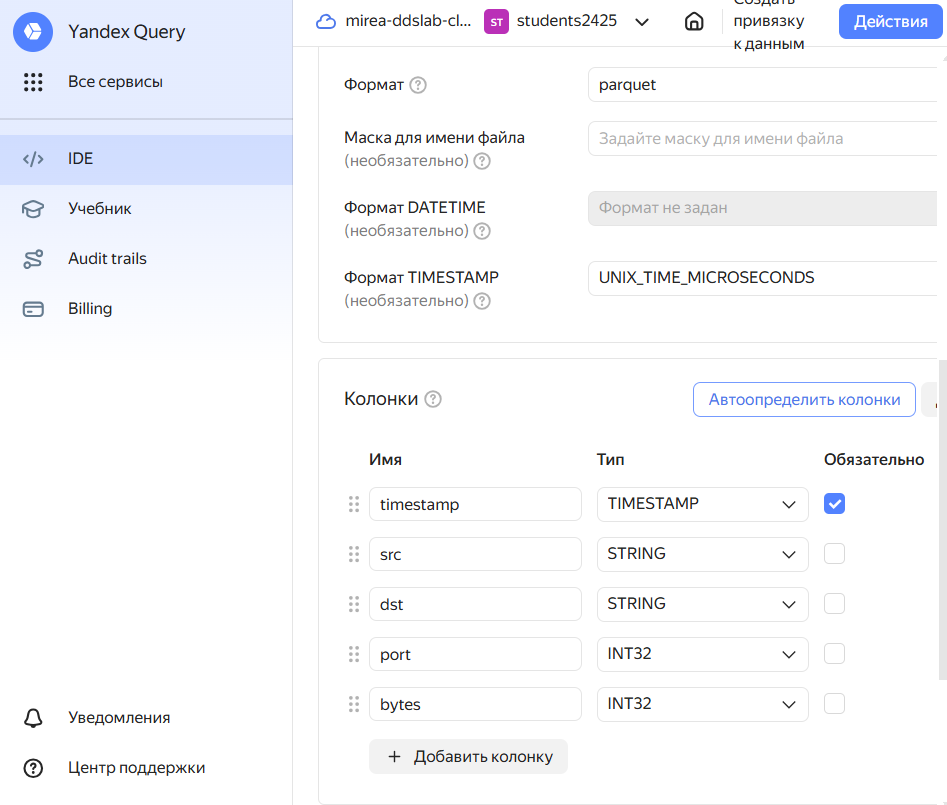 Yandex Query
Все сервисы
IDE
Учебник
Audit trails
Billing
Уведомления
Центр поддержки
mirea-ddslab-cl...
ST
students2425
Создать
привязку
к данным
Действия
Формат
parquet
Маска для имени файла
(необязательно)
Задайте маску для имени файла
Формат DATETIME
(необязательно)
Формат не задан
Формат TIMESTAMP
(необязательно)
UNIX_TIME_MICROSECONDS
Колонки
Автоопределить колонки
Имя Тип Обязательно
timestamp TIMESTAMP
src STRING
dst STRING
port INT32
bytes INT32
+ Добавить колонку